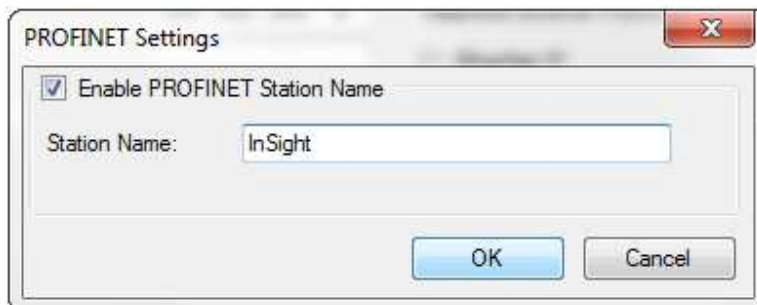 PROFINET Settings
Enable PROFINET Station Name
Station Name: InSight
OK Cancel